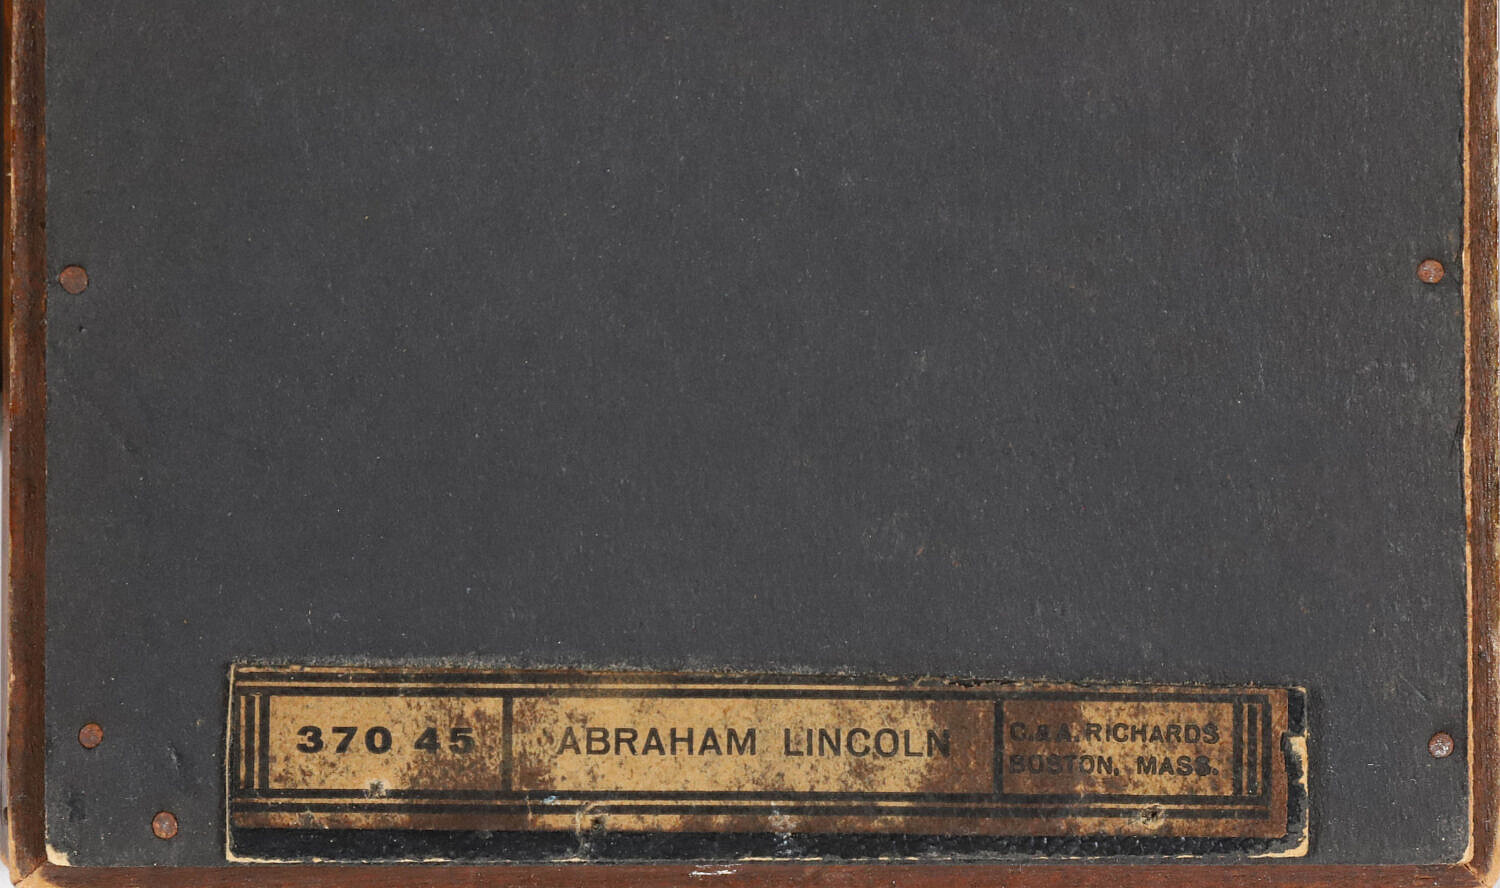 370 45
ABRAHAM LINCOLN
C. & A. RICHARDS
BOSTON, MASS.